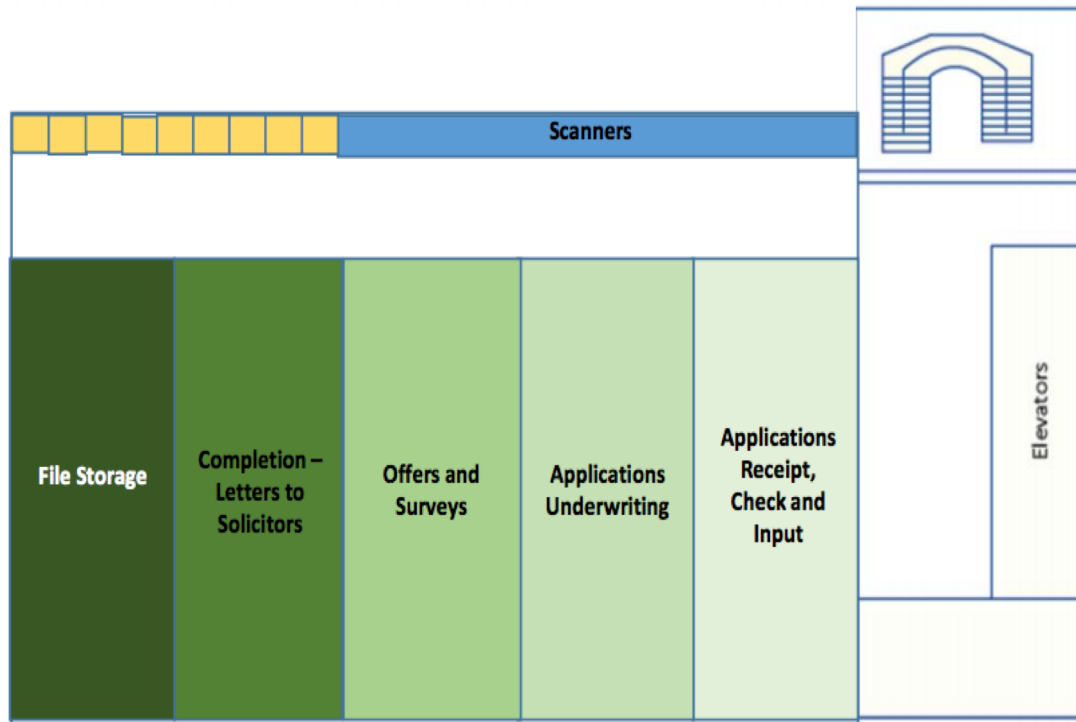 Scanners
File Storage
Completion –
Letters to
Solicitors
Offers and
Surveys
Applications
Underwriting
Applications
Receipt,
Check and
Input
Elevators